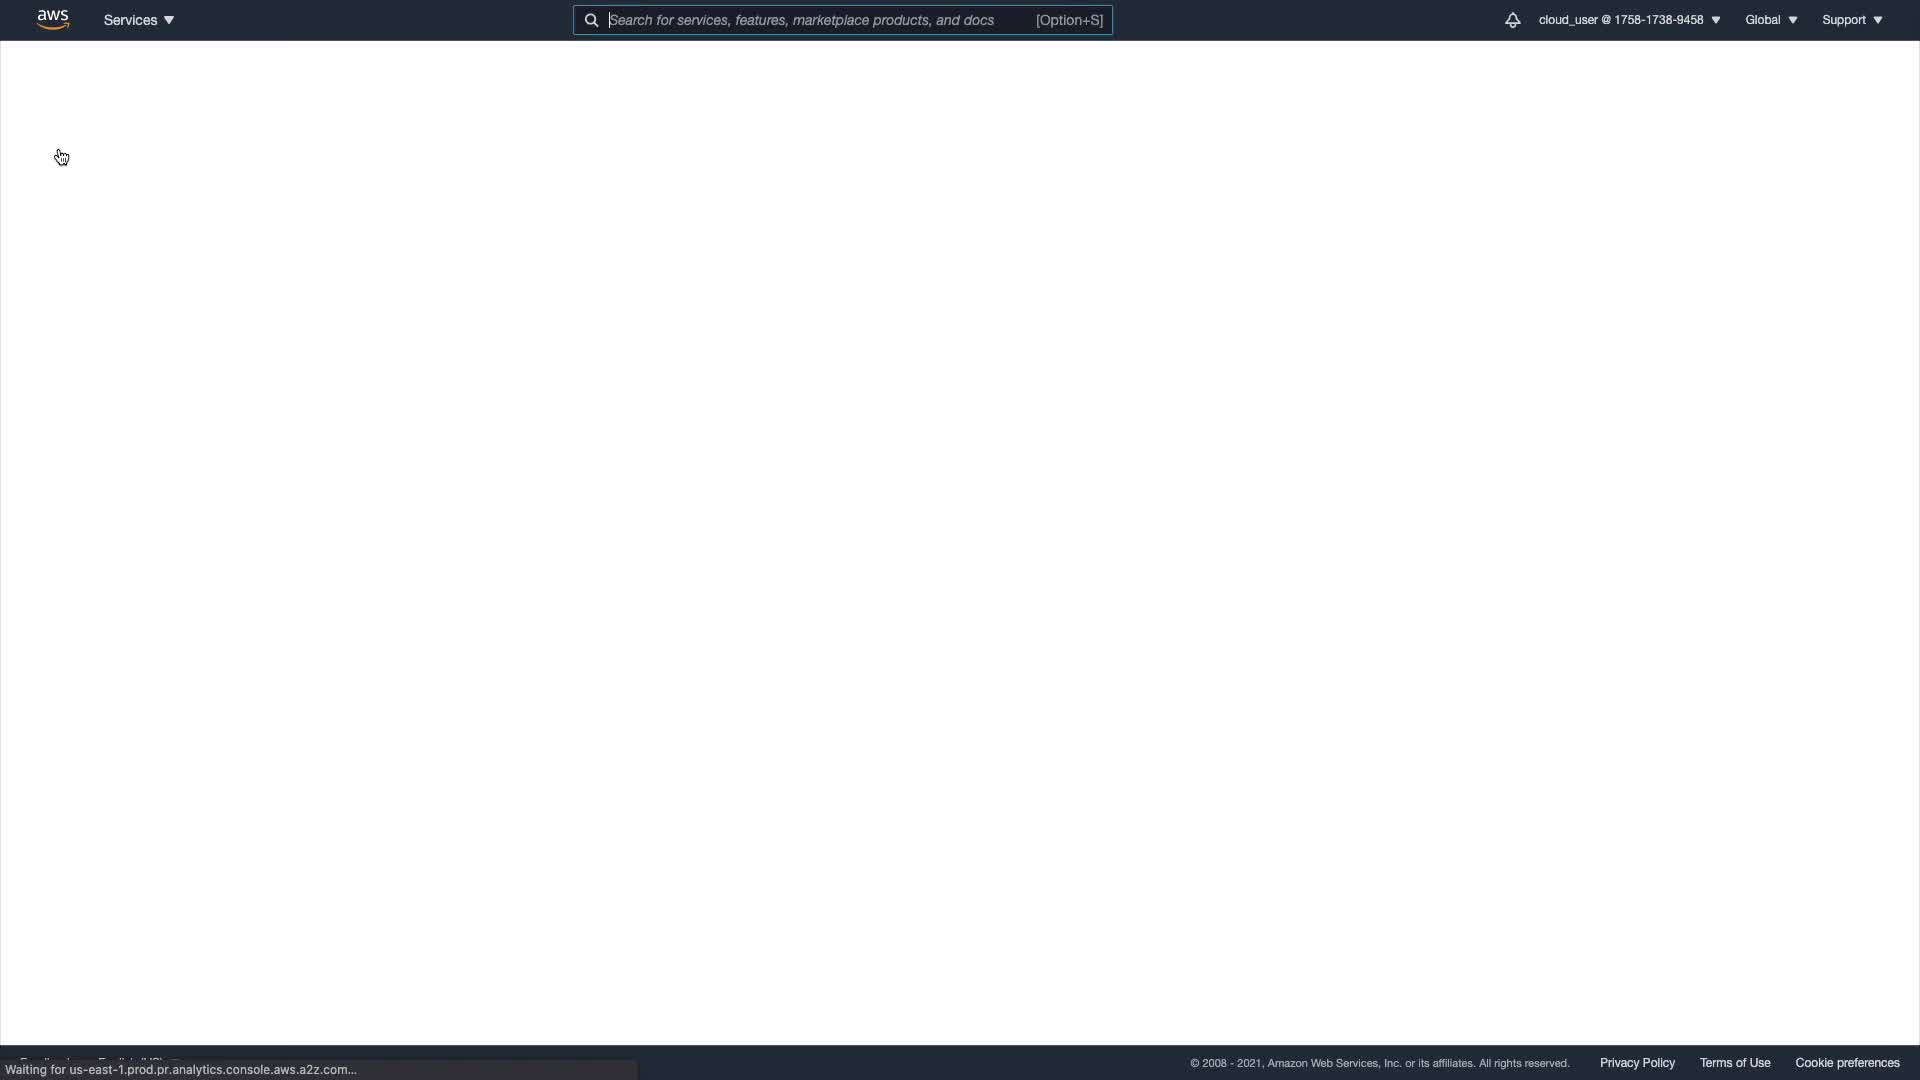 aws
Services
Search for services, features, marketplace products, and docs [Option+S]
cloud_user @ 1758-1738-9458
Global
Support
© 2008 - 2021, Amazon Web Services, Inc. or its affiliates. All rights reserved.
Privacy Policy
Terms of Use
Cookie preferences
Waiting for us-east-1.prod.pr.analytics.console.aws.a2z.com...